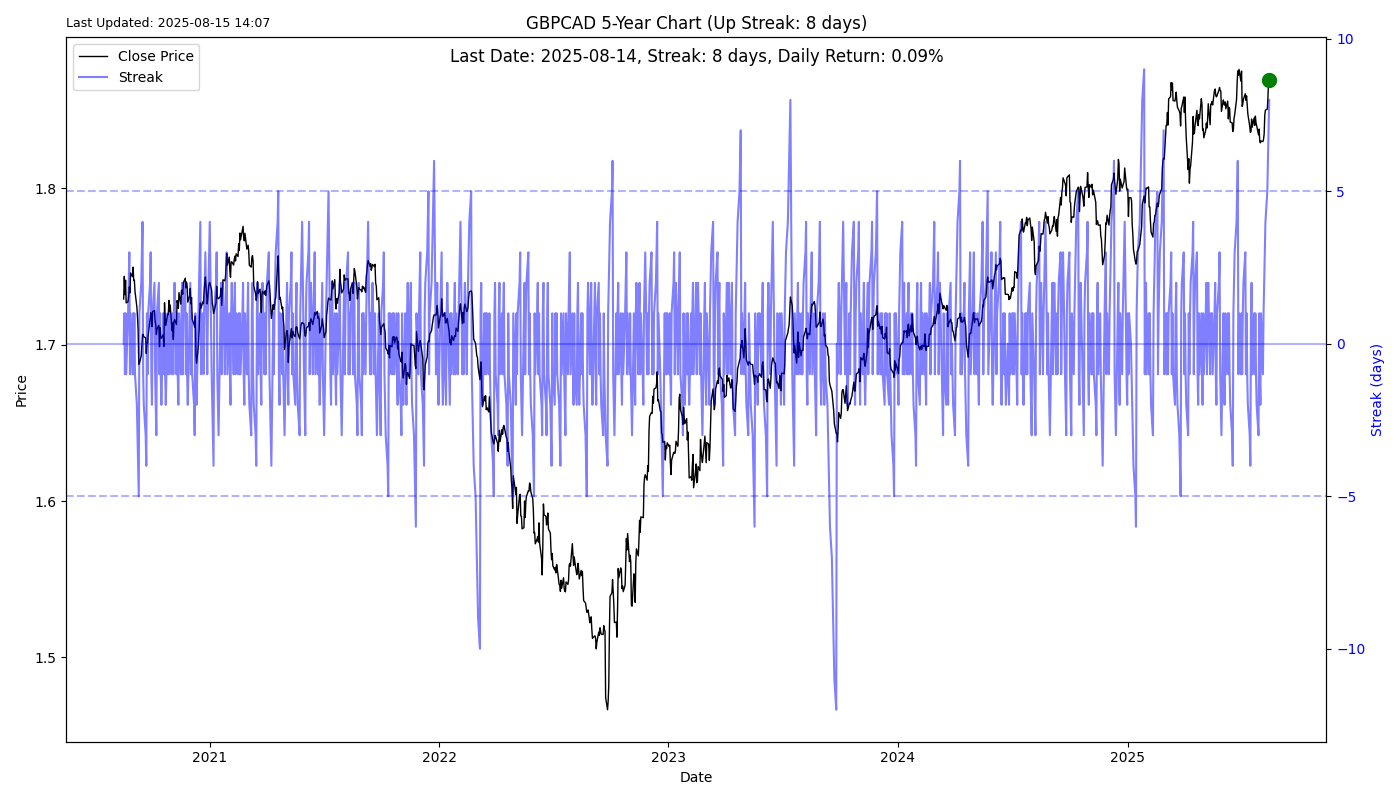 Last Updated: 2025-08-15 14:07
GBPCAD 5-Year Chart (Up Streak: 8 days)
Last Date: 2025-08-14, Streak: 8 days, Daily Return: 0.09%
Close Price
Streak
Price
1.8
1.7
1.6
1.5
10
5
0
−5
−10
Streak (days)
2021
2022
2023
2024
2025
Date